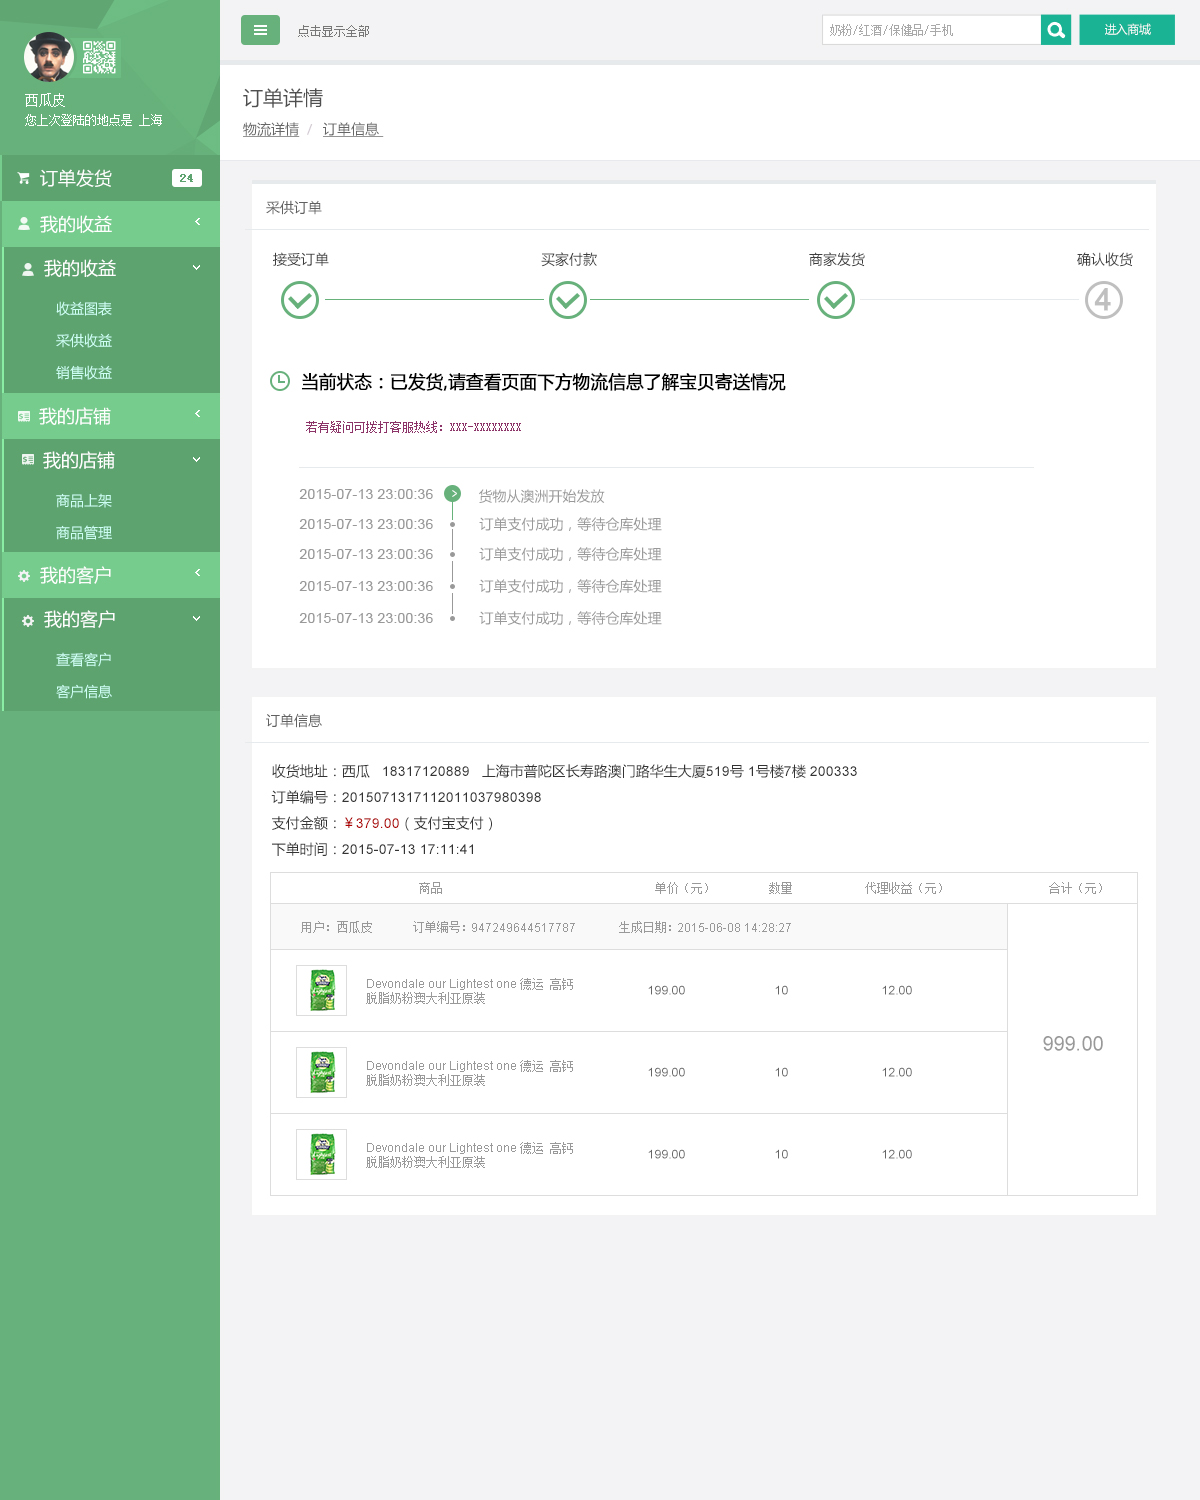 点击显示全部
奶粉/红酒/保健品/手机
进入商城
西瓜皮
您上次登陆的地点是 上海
订单发货 24
我的收益
我的收益
收益图表
采供收益
销售收益
我的店铺
我的店铺
商品上架
商品管理
我的客户
我的客户
查看客户
客户信息
订单详情
物流详情 / 订单信息
采供订单
接受订单 买家付款 商家发货 确认收货
4
当前状态：已发货,请查看页面下方物流信息了解宝贝寄送情况
若有疑问可拨打客服热线：xxx-xxxxxxxx
2015-07-13 23:00:36 货物从澳洲开始发放
2015-07-13 23:00:36 订单支付成功，等待仓库处理
2015-07-13 23:00:36 订单支付成功，等待仓库处理
2015-07-13 23:00:36 订单支付成功，等待仓库处理
2015-07-13 23:00:36 订单支付成功，等待仓库处理
订单信息
收货地址：西瓜 18317120889 上海市普陀区长寿路澳门路华生大厦519号 1号楼7楼 200333
订单编号：2015071317112011037980398
支付金额：￥379.00（支付宝支付）
下单时间：2015-07-13 17:11:41
商品 单价（元） 数量 代理收益（元） 合计（元）
用户：西瓜皮 订单编号：947249644517787 生成日期：2015-06-08 14:28:27
Devondale our Lightest one 德运 高钙
脱脂奶粉澳大利亚原装
199.00 10 12.00
999.00
Devondale our Lightest one 德运 高钙
脱脂奶粉澳大利亚原装
199.00 10 12.00
Devondale our Lightest one 德运 高钙
脱脂奶粉澳大利亚原装
199.00 10 12.00